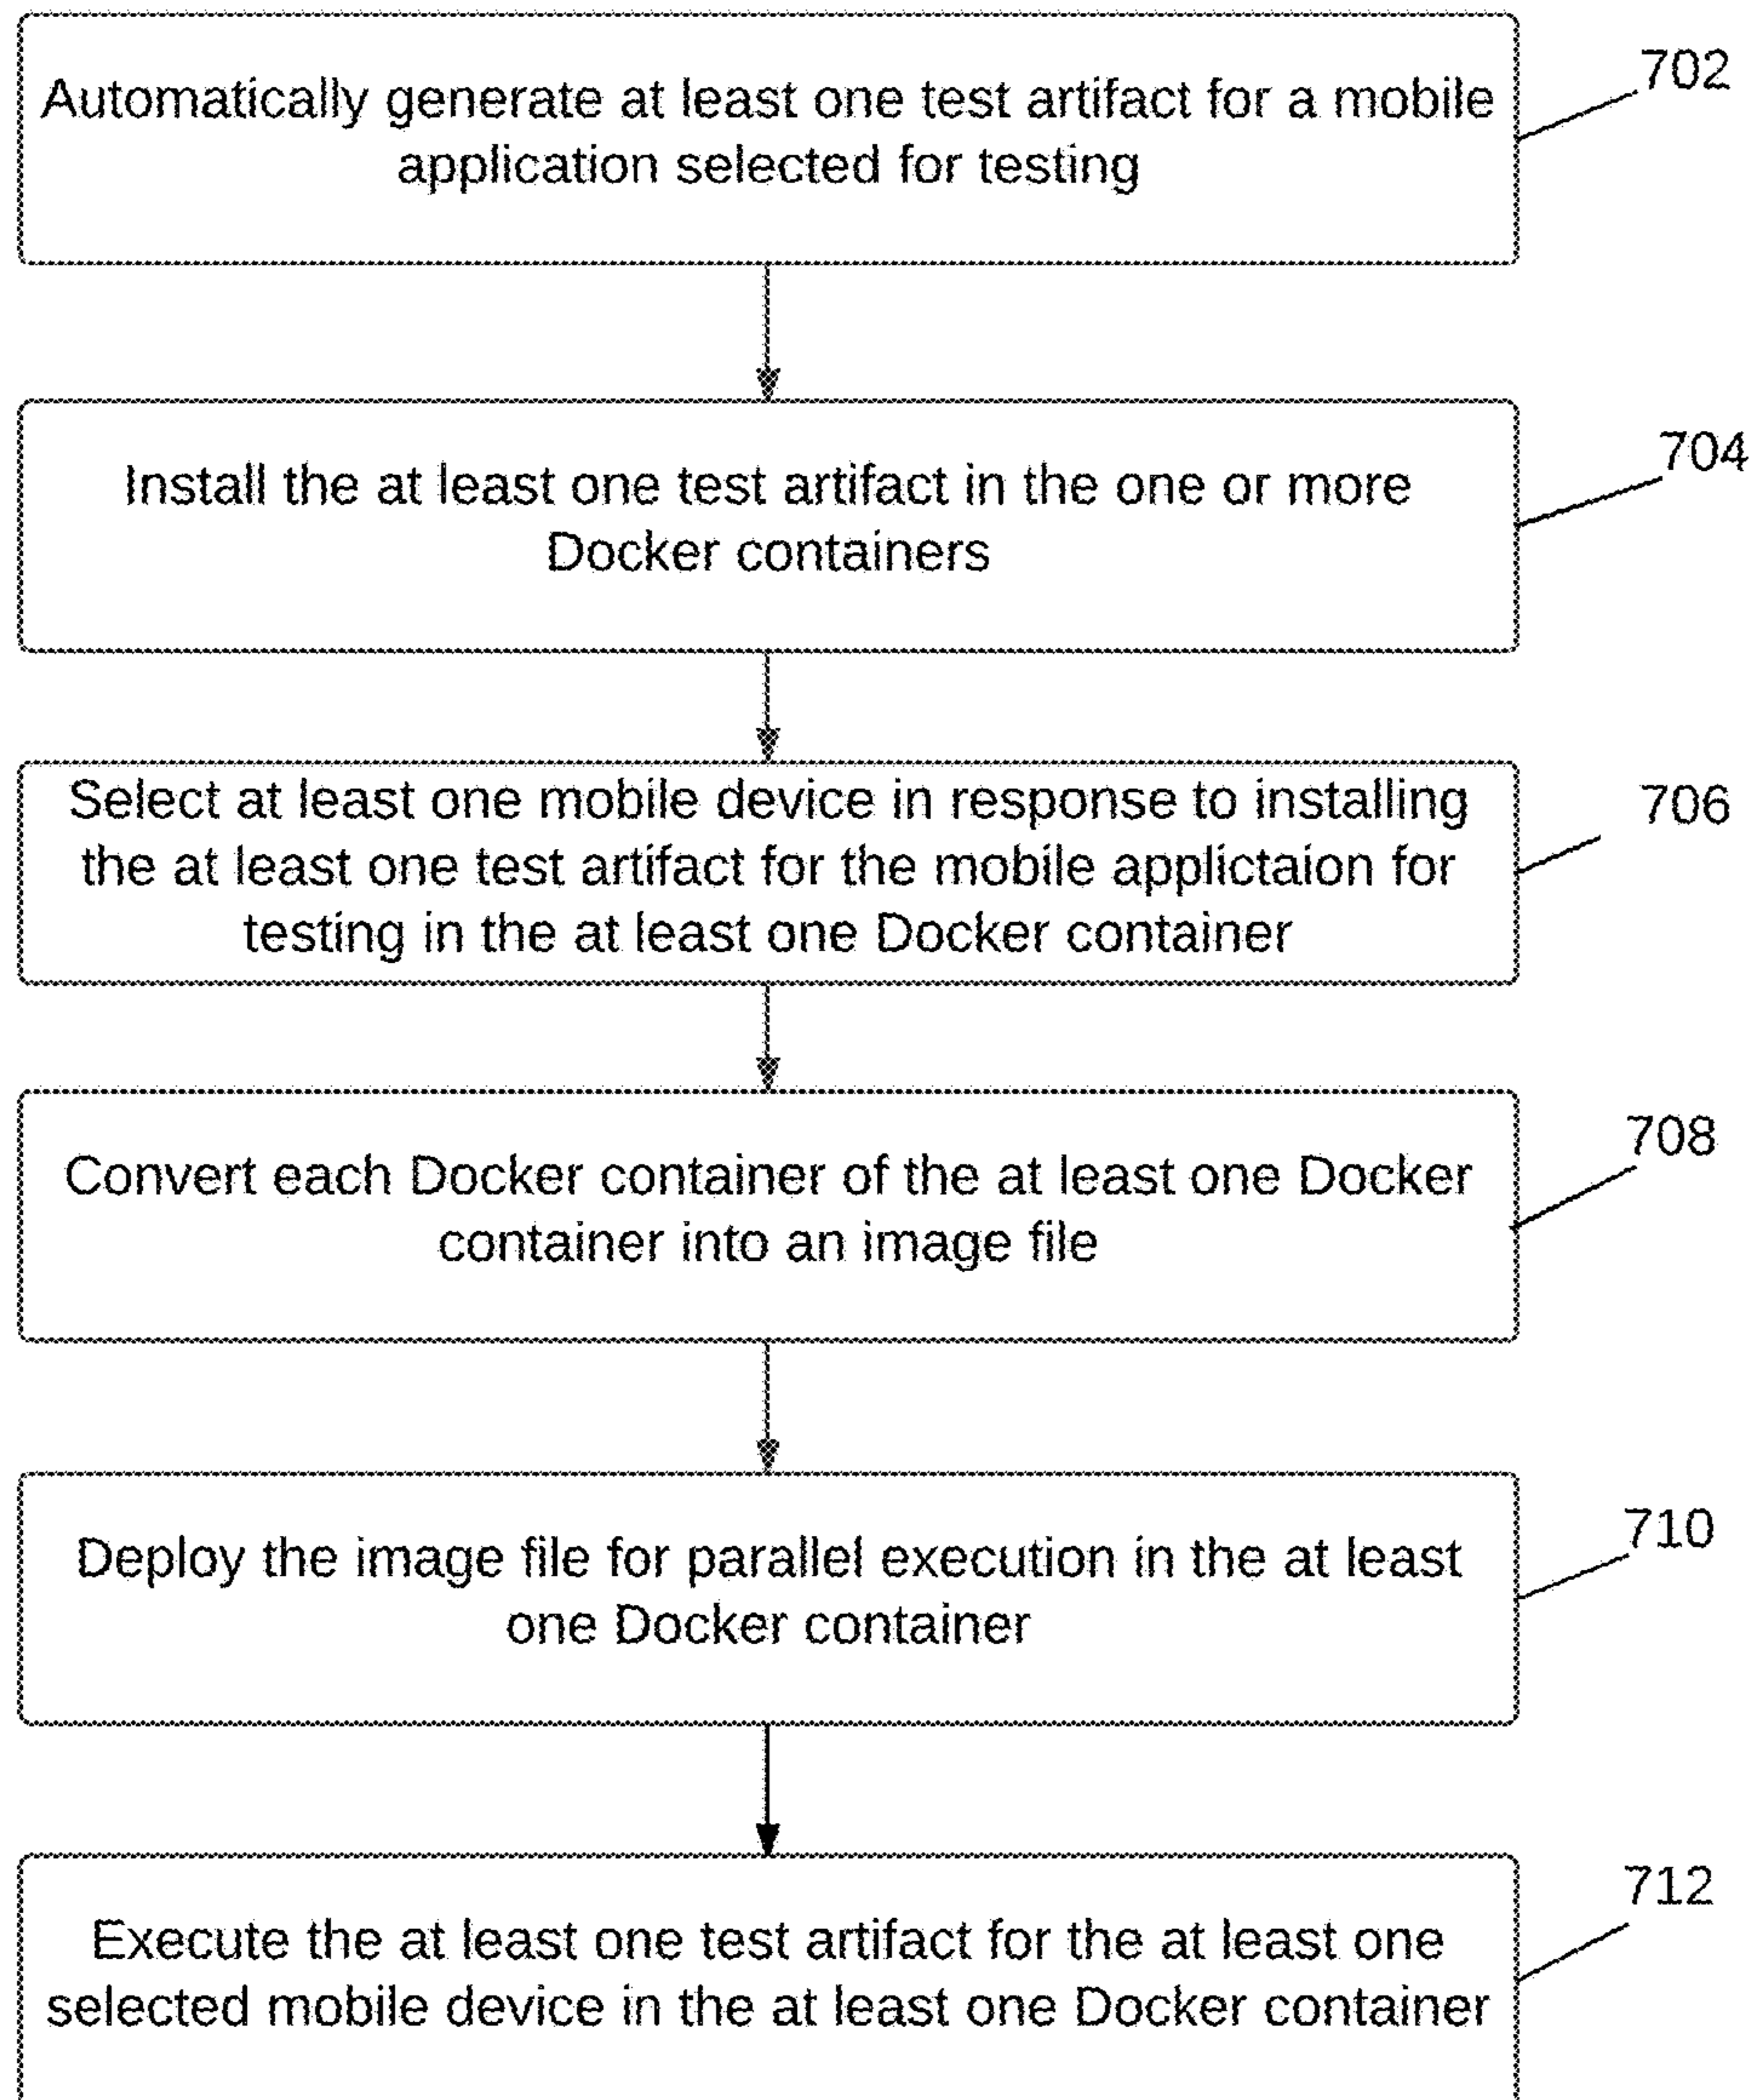 Automatically generate at least one test artifact for a mobile
application selected for testing
702
Install the at least one test artifact in the one or more
Docker containers
704
Select at least one mobile device in response to installing
the at least one test artifact for the mobile applictaion for
testing in the at least one Docker container
706
Convert each Docker container of the at least one Docker
container into an image file
708
Deploy the image file for parallel execution in the at least
one Docker container
710
Execute the at least one test artifact for the at least one
selected mobile device in the at least one Docker container
712